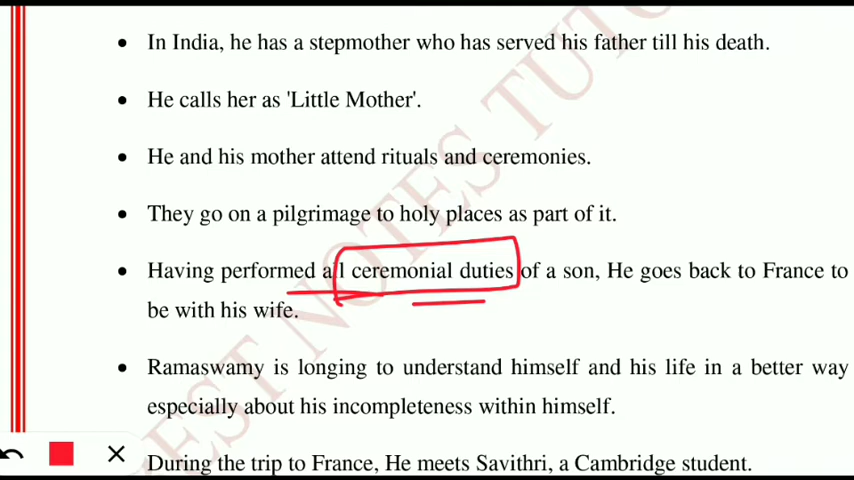 • In India, he has a stepmother who has served his father till his death.
• He calls her as 'Little Mother'.
• He and his mother attend rituals and ceremonies.
• They go on a pilgrimage to holy places as part of it.
• Having performed all ceremonial duties of a son, He goes back to France to
be with his wife.
• Ramaswamy is longing to understand himself and his life in a better way
especially about his incompleteness within himself.
During the trip to France, He meets Savithri, a Cambridge student.
EST NOTES TUTO